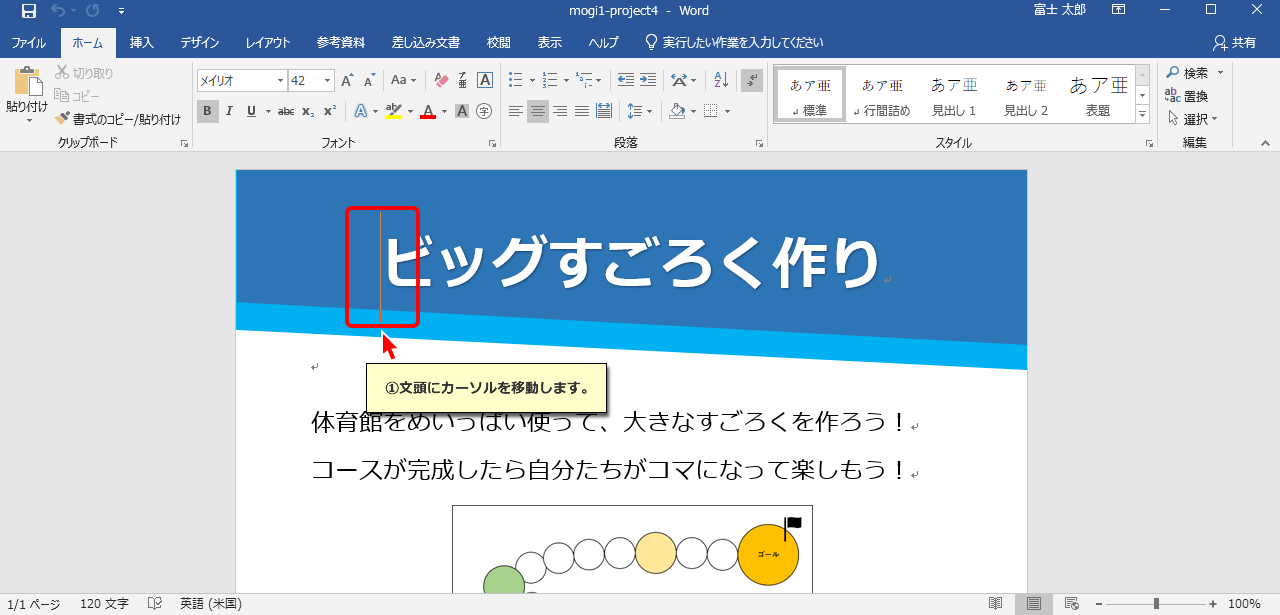 mogi1-project4 - Word
富士 太郎
ファイル ホーム 挿入 デザイン レイアウト 参考資料 差し込み文書 校閲 表示 ヘルプ 実行したい作業を入力してください 共有
貼り付け
切り取り
コピー
書式のコピー/貼り付け
クリップボード
メイリオ 42 A A Aa A
B I U abc x₂ x² A ab A A 字
フォント
段落
あア亜 標準
あア亜 行間詰め
あア亜 見出し 1
あア亜 見出し 2
あア亜 表題
スタイル
検索
置換
選択
編集
ビッグすごろく作り
①文頭にカーソルを移動します。
体育館をめいっぱい使って、大きなすごろくを作ろう！
コースが完成したら自分たちがコマになって楽しもう！
ゴール
1/1 ページ 120 文字 英語 (米国) 100%